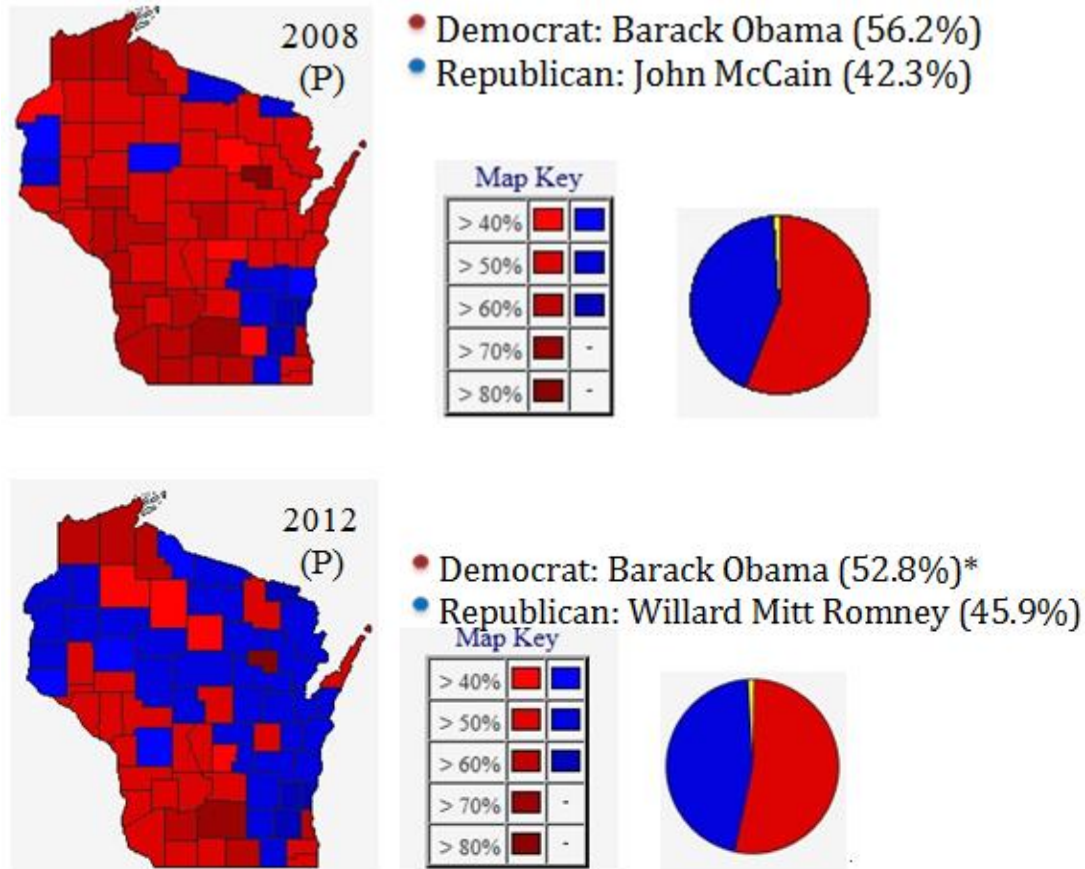 2008
(P)
Democrat: Barack Obama (56.2%)
Republican: John McCain (42.3%)
Map Key
> 40%
> 50%
> 60%
> 70% -
> 80% -
2012
(P)
Democrat: Barack Obama (52.8%)*
Republican: Willard Mitt Romney (45.9%)
Map Key
> 40%
> 50%
> 60%
> 70% -
> 80% -